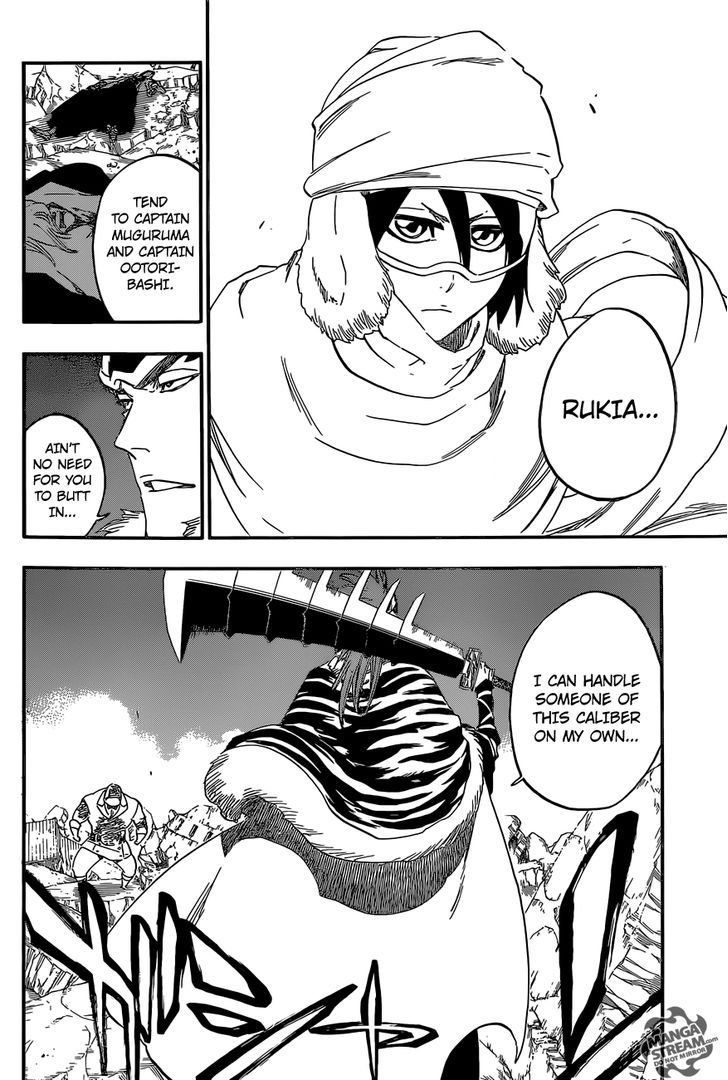 RUKIA...
TEND
TO CAPTAIN
MUGURUMA
AND CAPTAIN
OOTORI-
BASHI.
AIN'T
NO NEED
FOR YOU
TO BUTT
IN...
I CAN HANDLE
SOMEONE OF
THIS CALIBER
ON MY OWN...
MANGA
STREAM.COM
DO NOT MIRROR!